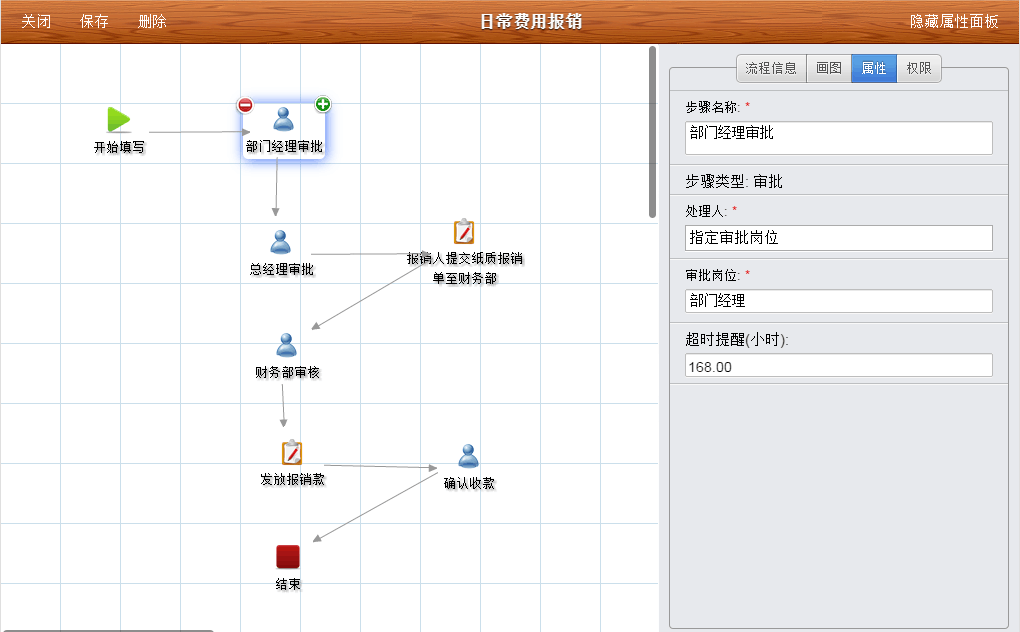 关闭 保存 删除 日常费用报销 隐藏属性面板
开始填写
部门经理审批
总经理审批
报销人提交纸质报销
单至财务部
财务部审核
发放报销款
确认收款
结束
流程信息 画图 属性 权限
步骤名称: *
部门经理审批
步骤类型: 审批
处理人: *
指定审批岗位
审批岗位: *
部门经理
超时提醒(小时):
168.00